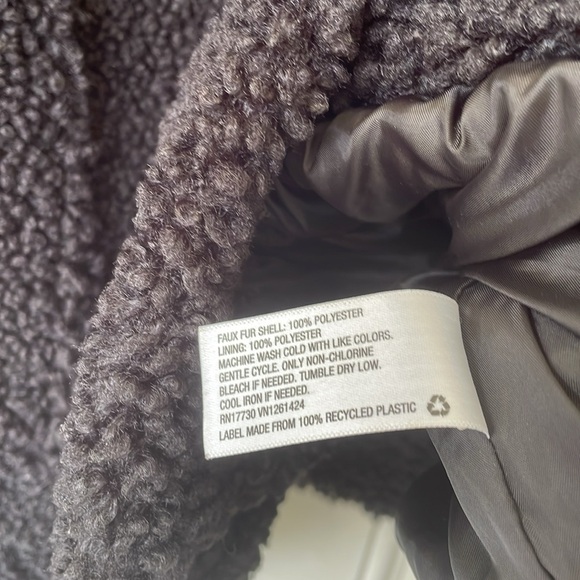 FAUX FUR SHELL: 100% POLYESTER
LINING: 100% POLYESTER
MACHINE WASH COLD WITH LIKE COLORS.
GENTLE CYCLE. ONLY NON-CHLORINE
BLEACH IF NEEDED. TUMBLE DRY LOW.
COOL IRON IF NEEDED.
RN17730 VN1261424
LABEL MADE FROM 100% RECYCLED PLASTIC